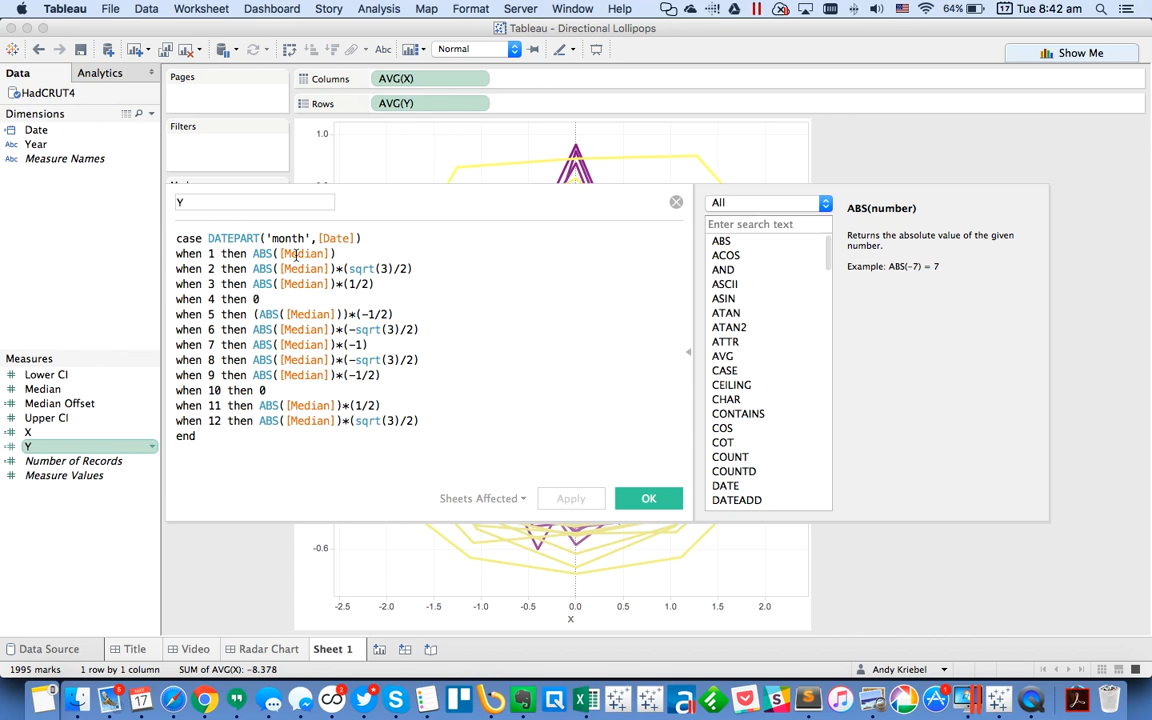 Tableau File Data Worksheet Dashboard Story Analysis Map Format Server Window Help 64% Tue 8:42 am
Tableau - Directional Lollipops
Abc Normal Show Me
Data Analytics Pages Columns AVG(X)
HadCRUT4
Dimensions Rows AVG(Y)
Date Filters 1.0
Abc Year
Abc Measure Names
Y All ABS(number)
Enter search text Returns the absolute value of the given
number.
Example: ABS(-7) = 7
case DATEPART('month',[Date])
when 1 then ABS([Median])
when 2 then ABS([Median])*(sqrt(3)/2)
when 3 then ABS([Median])*(1/2)
when 4 then 0
when 5 then (ABS([Median]))*(-1/2)
when 6 then ABS([Median])*(-sqrt(3)/2)
when 7 then ABS([Median])*(-1)
when 8 then ABS([Median])*(-sqrt(3)/2)
when 9 then ABS([Median])*(-1/2)
when 10 then 0
when 11 then ABS([Median])*(1/2)
when 12 then ABS([Median])*(sqrt(3)/2)
end
ABS
ACOS
AND
ASCII
ASIN
ATAN
ATAN2
ATTR
AVG
CASE
CEILING
CHAR
CONTAINS
COS
COT
COUNT
COUNTD
DATE
DATEADD
Measures
Lower CI
Median
Median Offset
Upper CI
X
Y
Number of Records
Measure Values
Sheets Affected Apply OK
-0.6
-2.5 -2.0 -1.5 -1.0 -0.5 0.0 0.5 1.0 1.5 2.0
X
Data Source Title Video Radar Chart Sheet 1
1995 marks 1 row by 1 column SUM of AVG(X): -8.378 Andy Kriebel